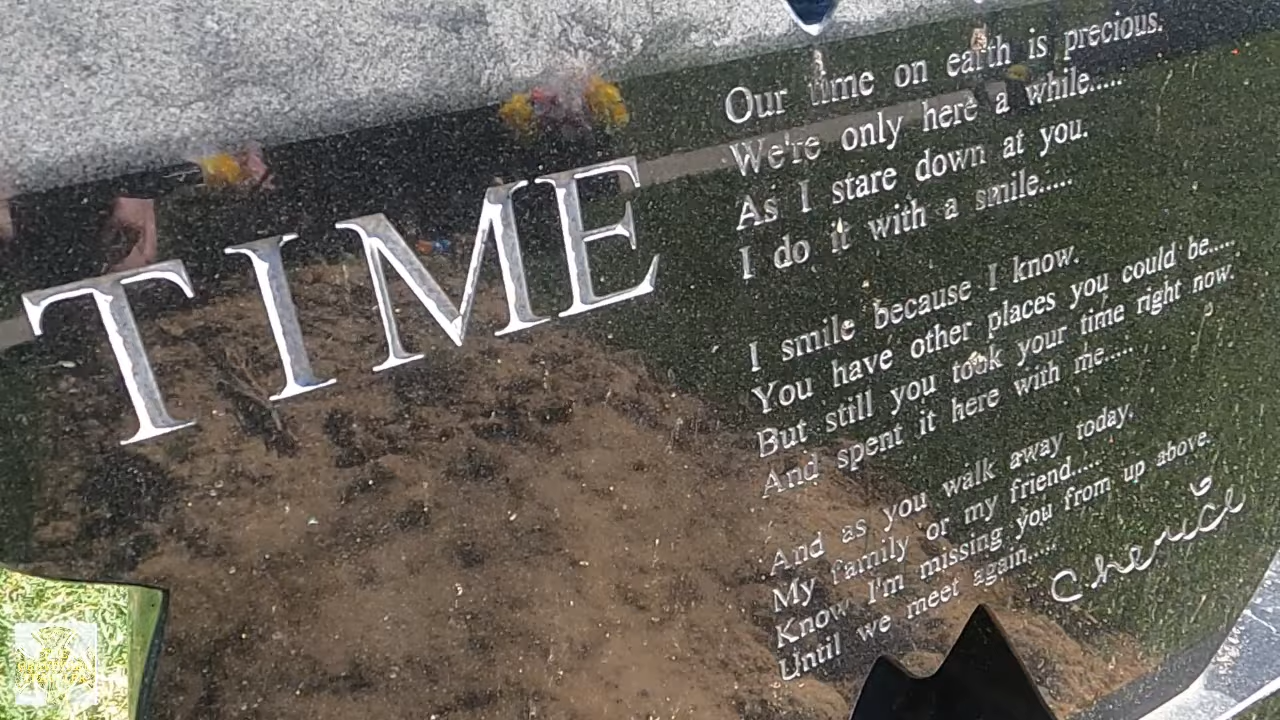 TIME
Our time on earth is precious.
We're only here a while.....
As I stare down at you.
I do it with a smile.....
I smile because I know.
You have other places you could be.....
But still you took your time right now.
And spent it here with me.....
And as you walk away today.
My family or my friend.....
Know I'm missing you from up above.
Until we meet again.....